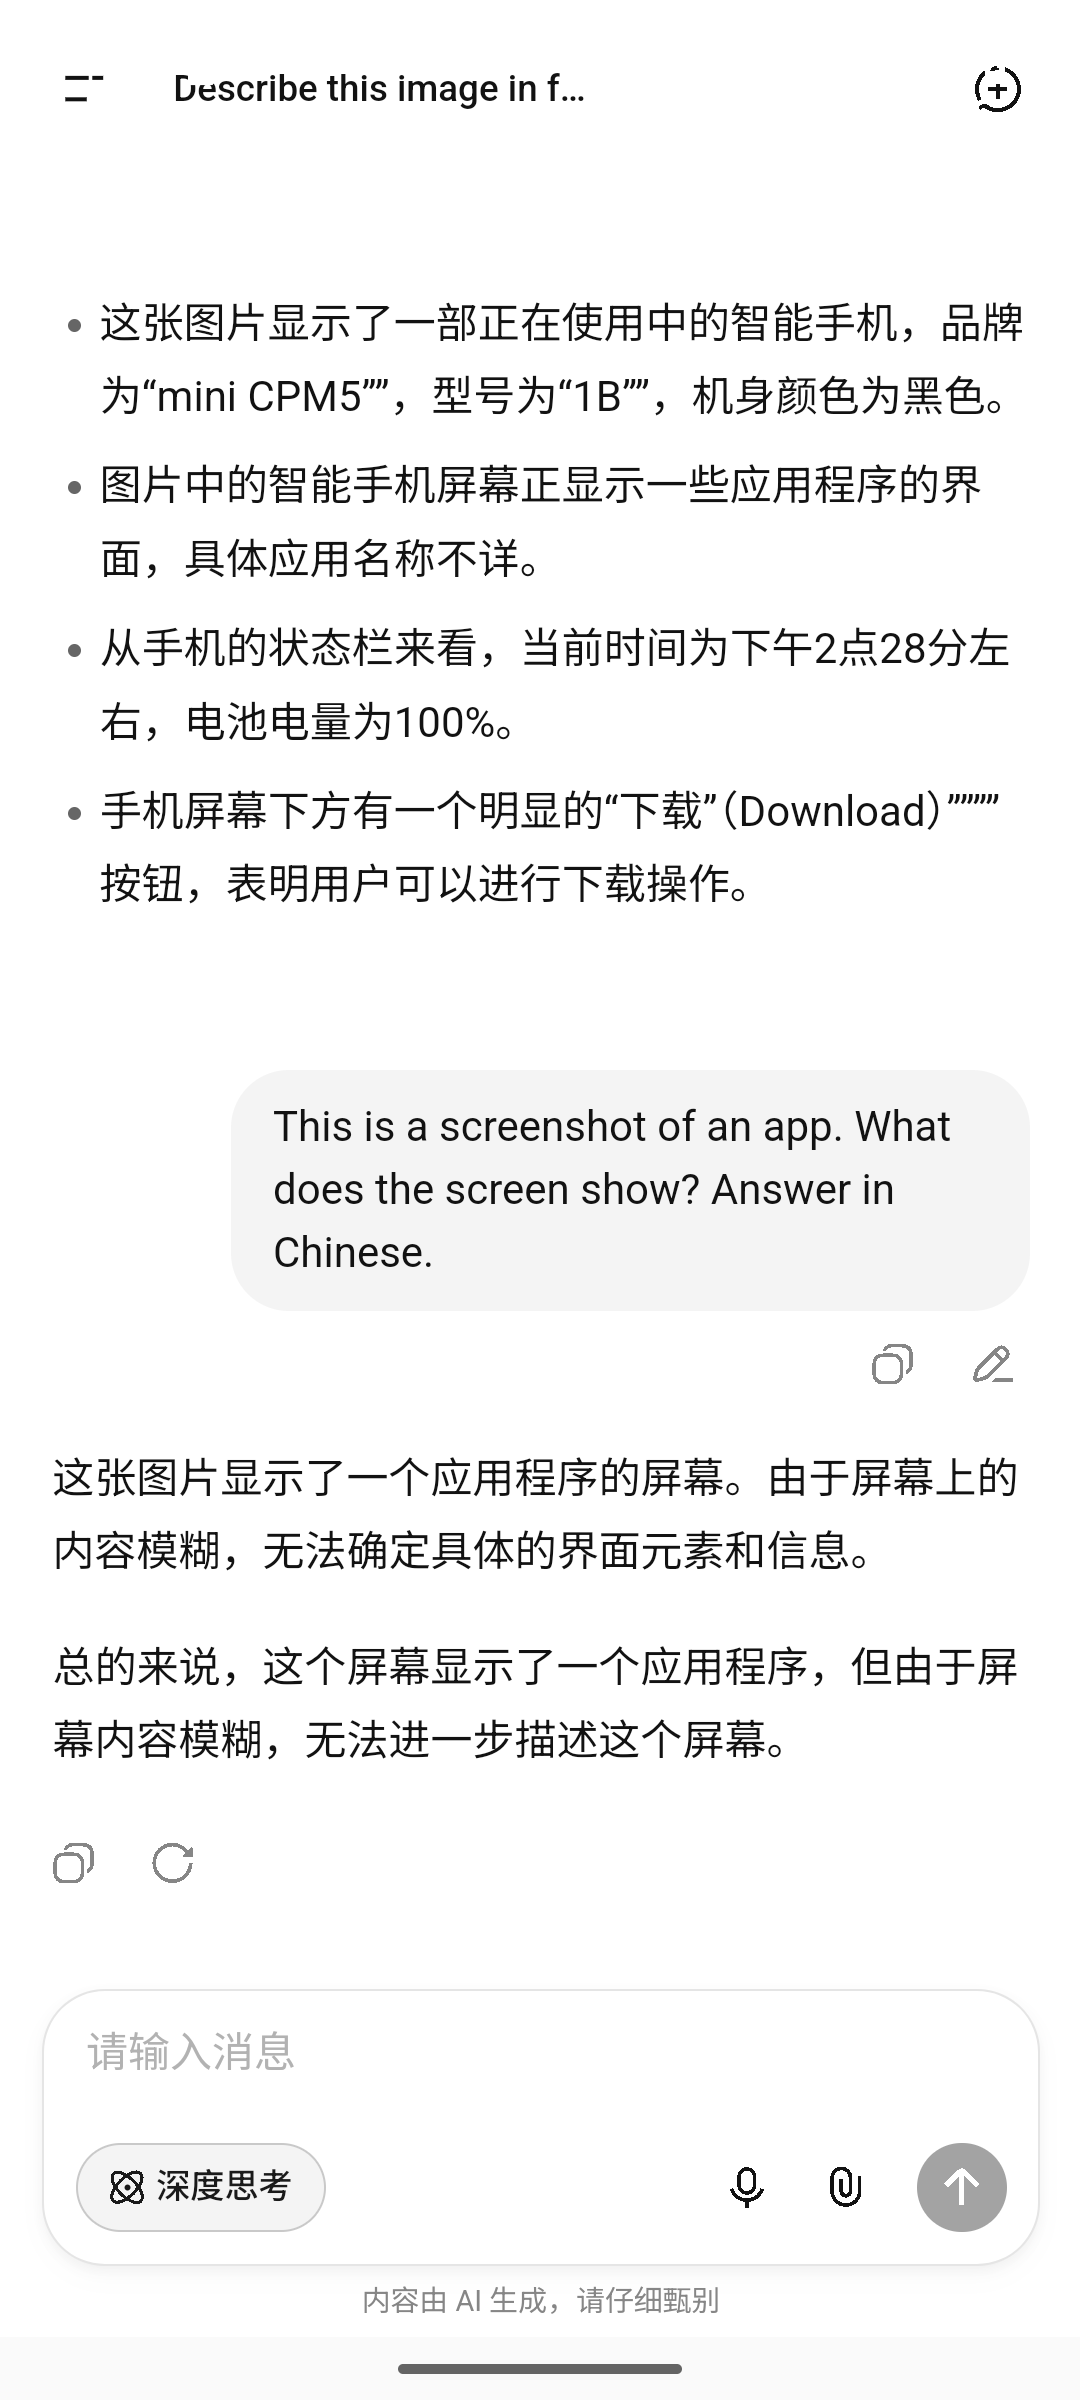 Describe this image in f...
这张图片显示了一部正在使用中的智能手机，品牌
为“mini CPM5””，型号为“1B””，机身颜色为黑色。
图片中的智能手机屏幕正显示一些应用程序的界
面，具体应用名称不详。
从手机的状态栏来看，当前时间为下午2点28分左
右，电池电量为100%。
手机屏幕下方有一个明显的“下载”（Download）””””
按钮，表明用户可以进行下载操作。
This is a screenshot of an app. What
does the screen show? Answer in
Chinese.
这张图片显示了一个应用程序的屏幕。由于屏幕上的
内容模糊，无法确定具体的界面元素和信息。
总的来说，这个屏幕显示了一个应用程序，但由于屏
幕内容模糊，无法进一步描述这个屏幕。
请输入消息
深度思考
内容由 AI 生成，请仔细甄别